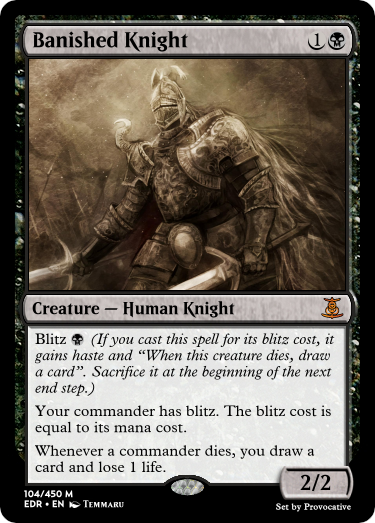 Banished Knight 1
Creature — Human Knight
Blitz (If you cast this spell for its blitz cost, it
gains haste and “When this creature dies, draw
a card”. Sacrifice it at the beginning of the next
end step.)
Your commander has blitz. The blitz cost is
equal to its mana cost.
Whenever a commander dies, you draw a
card and lose 1 life.
2/2
104/450 M
EDR • EN Temmaru
Set by Provocative